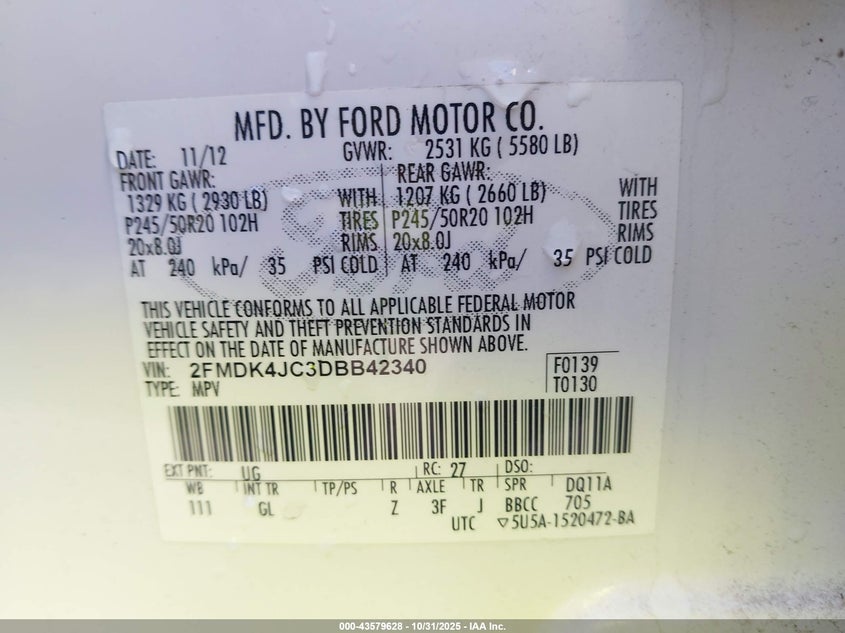 MFD. BY FORD MOTOR CO.
DATE: 11/12 GVWR: 2531 KG ( 5580 LB)
FRONT GAWR: REAR GAWR:
1329 KG ( 2930 LB) WITH 1207 KG ( 2660 LB) WITH
P245/50R20 102H TIRES P245/50R20 102H TIRES
20x8.0J RIMS 20x8.0J RIMS
AT 240 kPa/ 35 PSI COLD AT 240 kPa/ 35 PSI COLD
Ford
THIS VEHICLE CONFORMS TO ALL APPLICABLE FEDERAL MOTOR
VEHICLE SAFETY AND THEFT PREVENTION STANDARDS IN
EFFECT ON THE DATE OF MANUFACTURE SHOWN ABOVE.
VIN: 2FMDK4JC3DBB42340 F0139
TYPE: MPV T0130
EXT PNT: UG RC: 27 DSO:
WB INT TR TP/PS R AXLE TR SPR DQ11A
111 GL Z 3F J BBCC 705
UTC ▽5U5A-1520472-BA
000-43579628 - 10/31/2025 - IAA Inc.